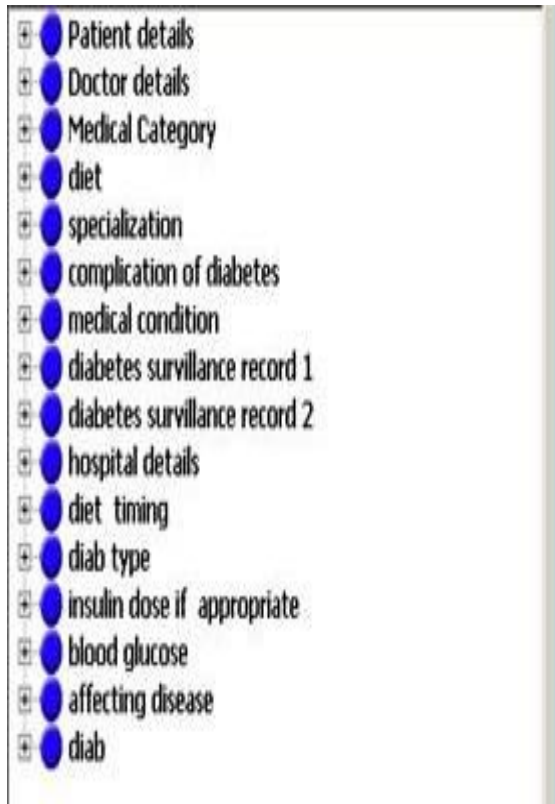 Patient details
Doctor details
Medical Category
diet
specialization
complication of diabetes
medical condition
diabetes survillance record 1
diabetes survillance record 2
hospital details
diet timing
diab type
insulin dose if appropriate
blood glucose
affecting disease
diab